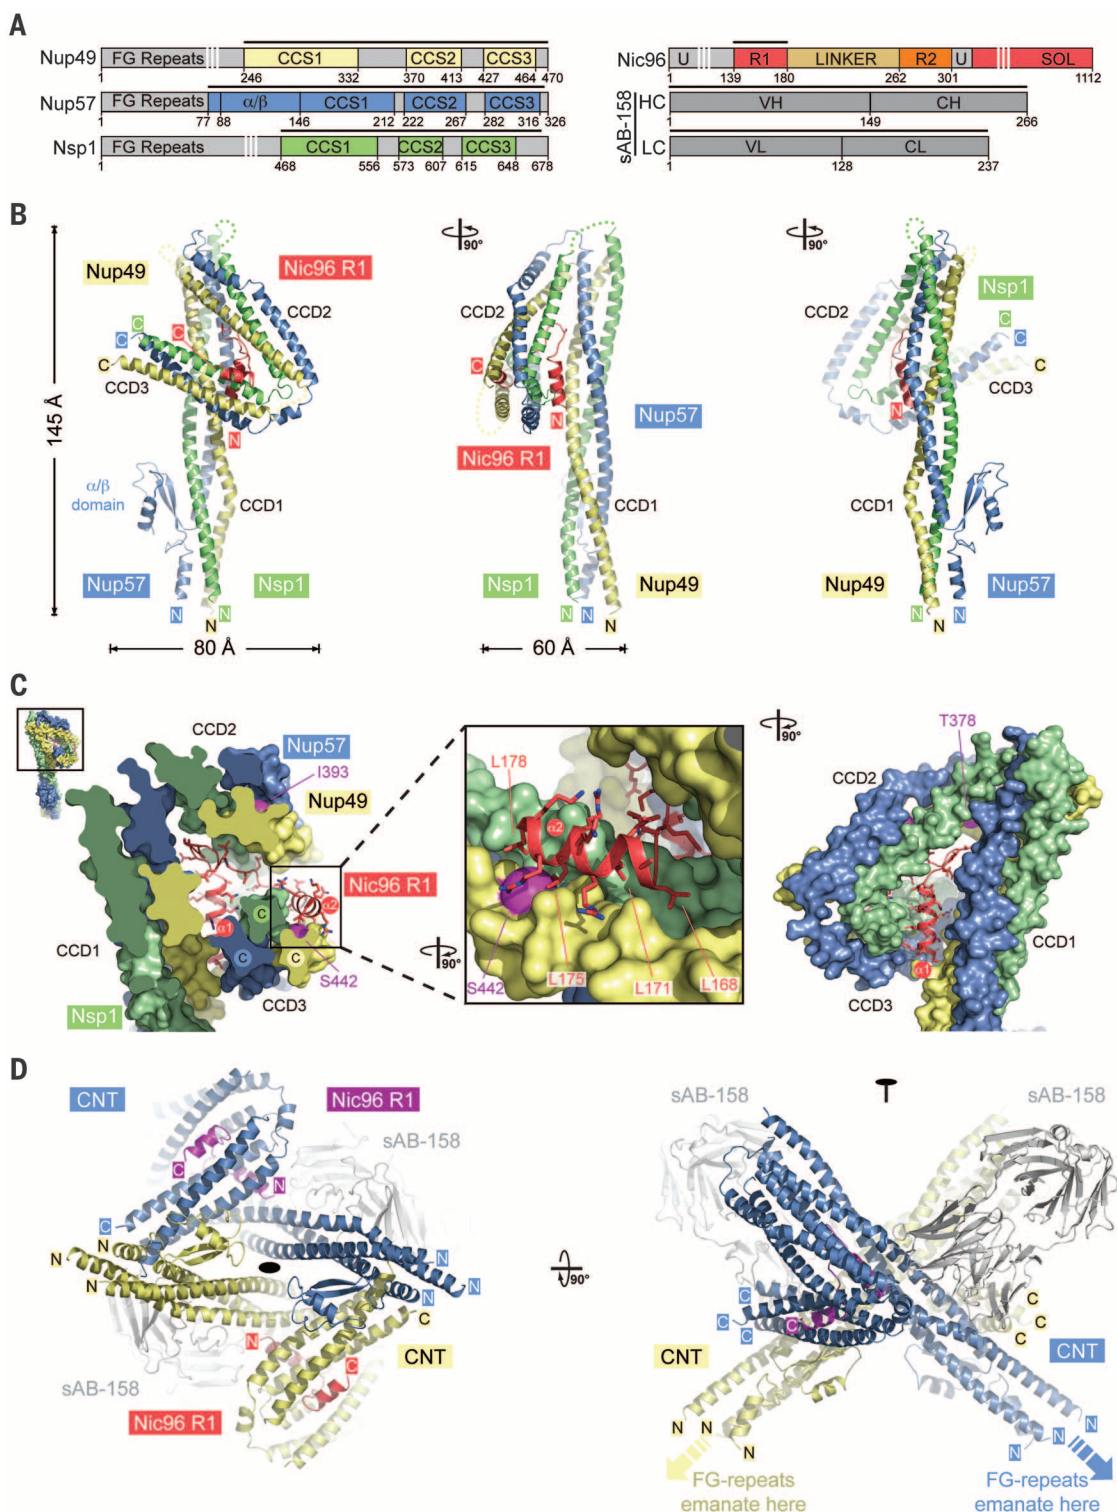 A
Nup49 FG Repeats CCS1 CCS2 CCS3
1 246 332 370 413 427 464 470
Nup57 FG Repeats α/β CCS1 CCS2 CCS3
1 77 88 146 212 222 267 282 316 326
Nsp1 FG Repeats CCS1 CCS2 CCS3
1 468 556 573 607 615 648 678
Nic96 U R1 LINKER R2 U SOL
1 139 180 262 301 1112
sAB-158
HC VH CH
1 149 266
LC VL CL
1 128 237
B
145 Å
Nup49
Nic96 R1
CCD2
C
C
C
C
CCD3
N
α/β
domain
CCD1
Nup57
Nsp1
N
N
N
80 Å
90°
CCD2
C
N
Nup57
Nic96 R1
CCD1
Nsp1
Nup49
N
N
N
60 Å
90°
CCD2
Nsp1
C
C
C
CCD3
N
CCD1
Nup49
Nup57
N
N
N
C
CCD2
Nup57
I393
Nup49
Nic96 R1
α2
C
α1
C
C
CCD1
S442
CCD3
Nsp1
90°
L178
α2
S442
L175
L171
L168
90°
T378
CCD2
CCD1
α1
CCD3
D
CNT
Nic96 R1
sAB-158
C
N
C
N
N
N
N
N
N
C
N
C
CNT
sAB-158
Nic96 R1
90°
sAB-158
sAB-158
C
C
C
C
C
C
C
CNT
CNT
N
N
N
N
N
N
FG-repeats
emanate here
FG-repeats
emanate here